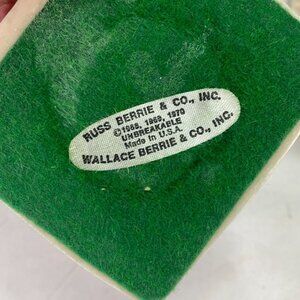 RUSS BERRIE & CO., INC.
©1968, 1969, 1970
UNBREAKABLE
Made in U.S.A.
WALLACE BERRIE & CO., INC.